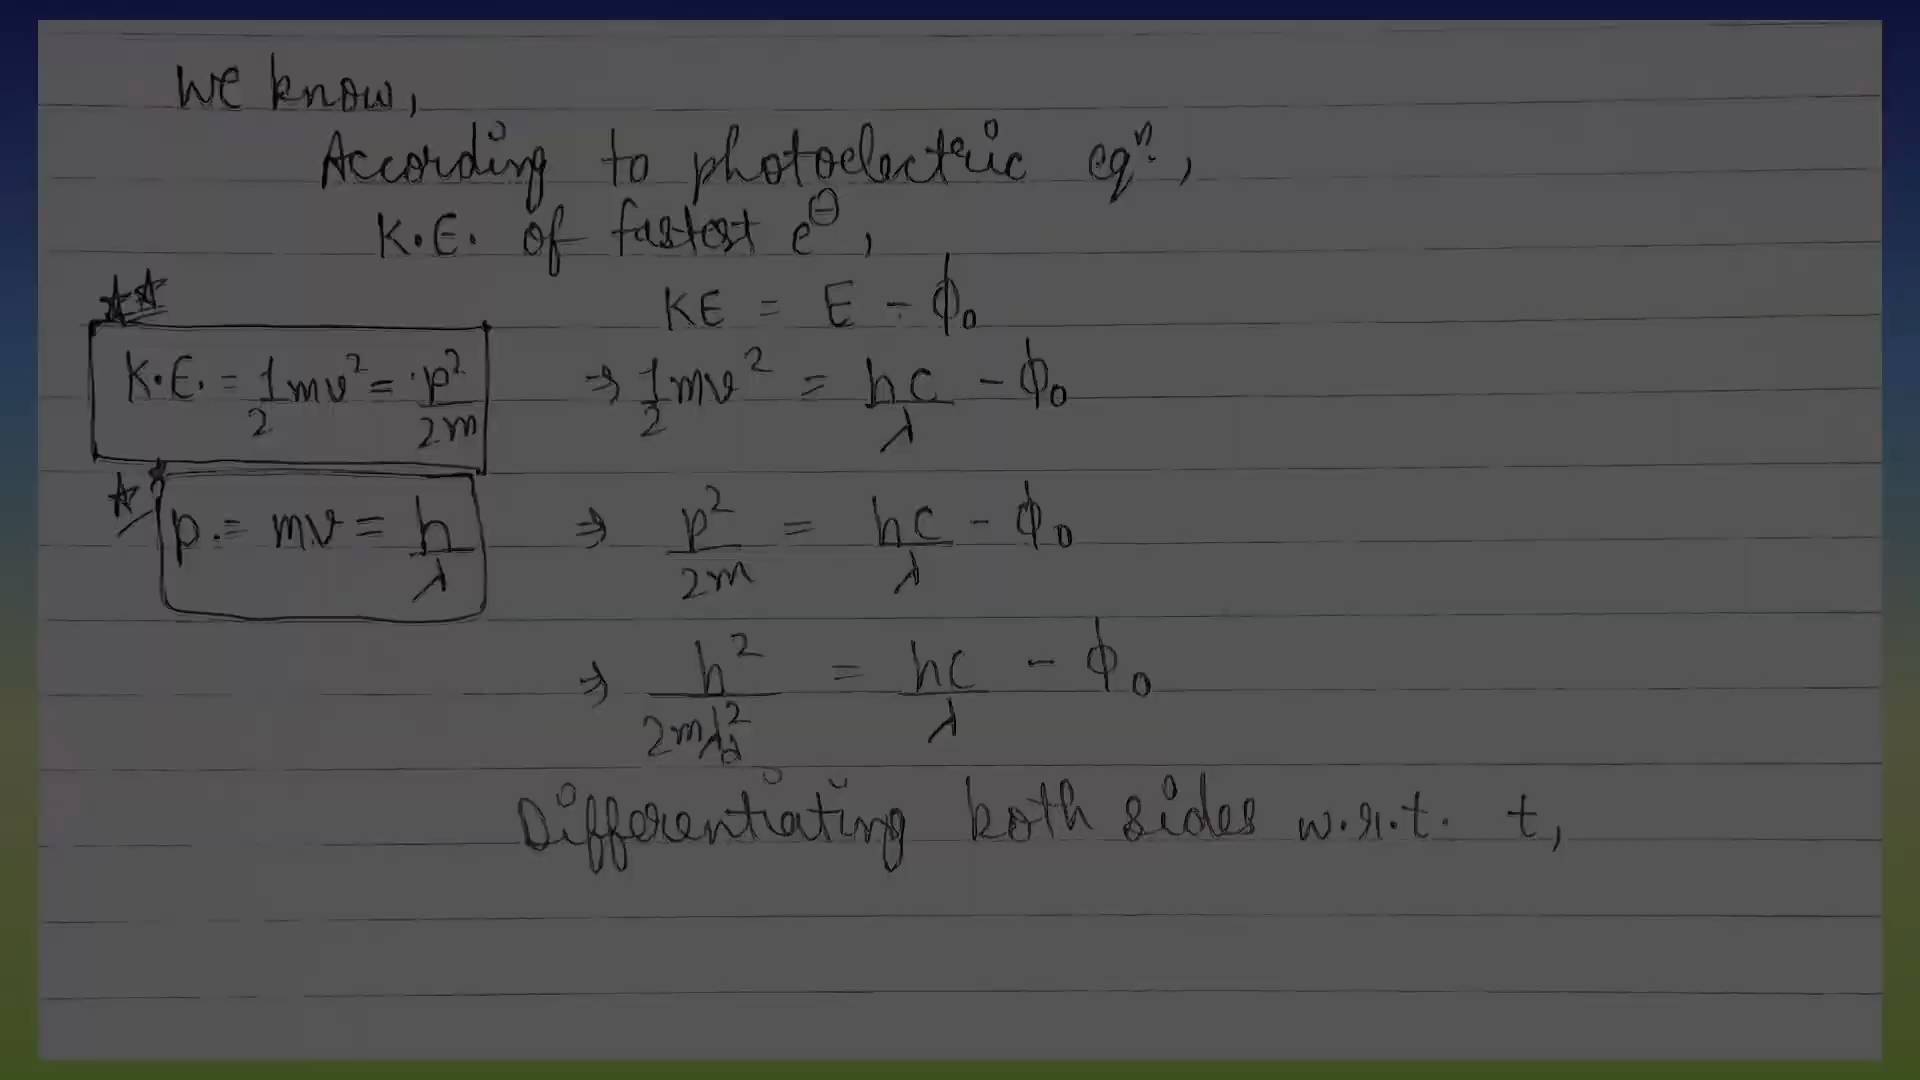 We know,
According to photoelectric eqⁿ.,
K.E. of fastest e⊖,
KE = E - ϕ₀
★★
K.E. = 1/2 mv² = p²/2m
⇒ 1/2 mv² = hc/λ - ϕ₀
★
p = mv = h/λ
⇒ p²/2m = hc/λ - ϕ₀
⇒ h²/2mλ²d = hc/λ - ϕ₀
Differentiating both sides w.r.t. t,